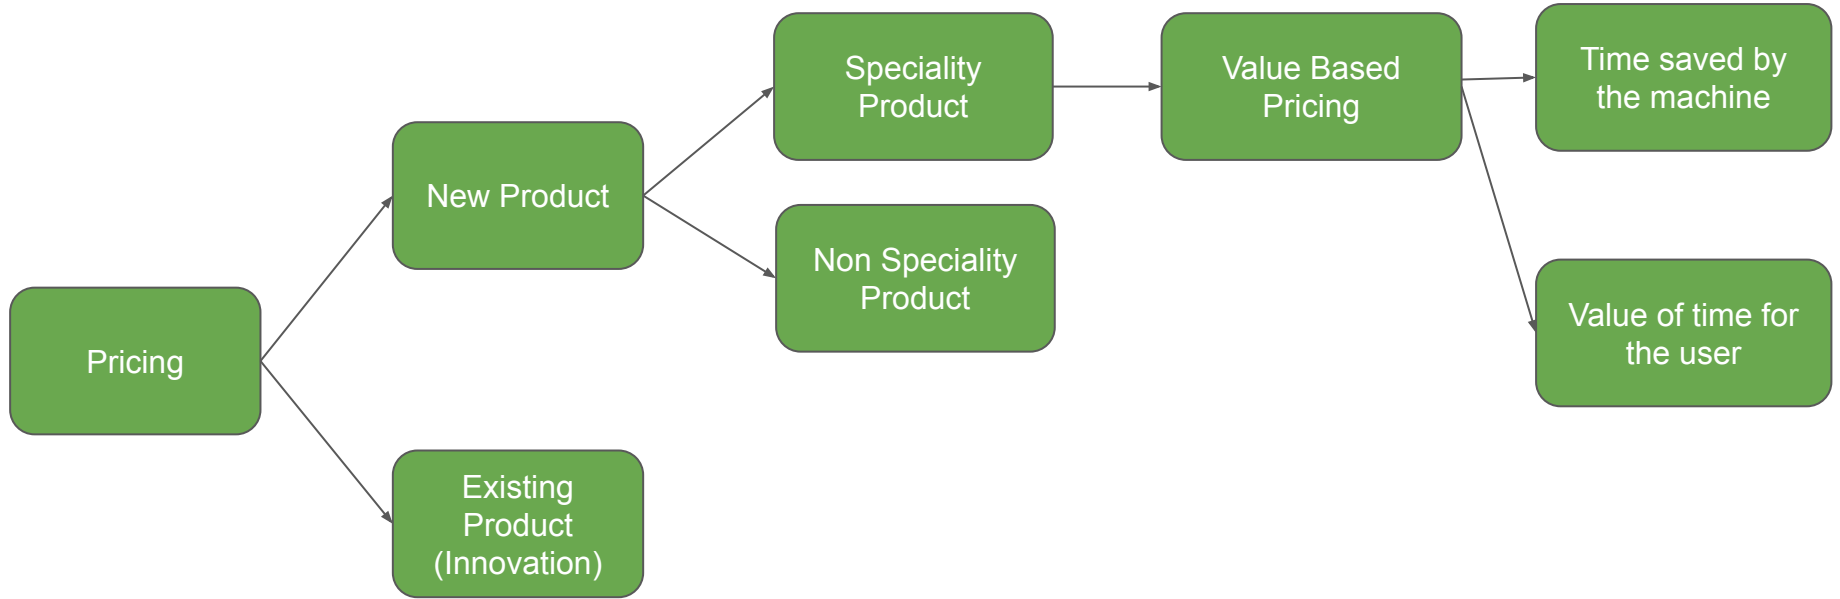 Pricing
New Product
Existing
Product
(Innovation)
Speciality
Product
Non Speciality
Product
Value Based
Pricing
Time saved by
the machine
Value of time for
the user